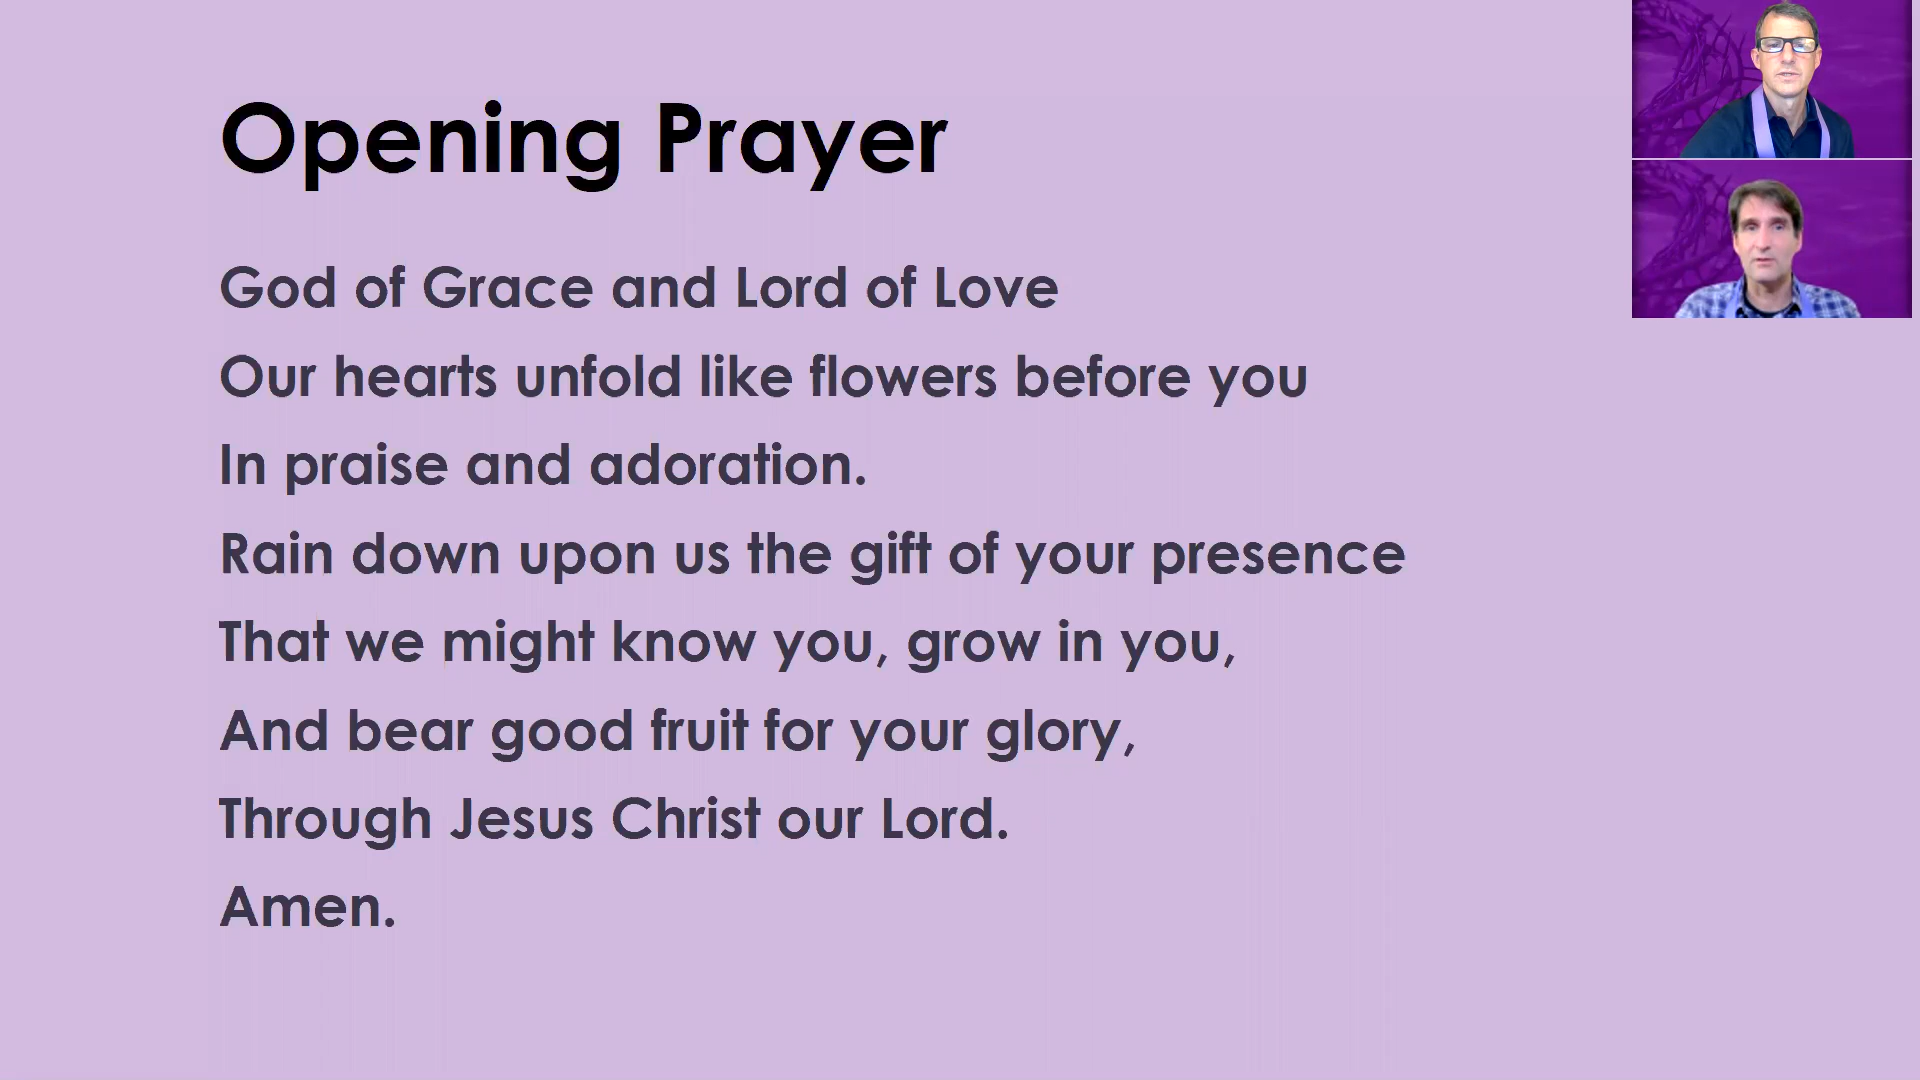 Opening Prayer
God of Grace and Lord of Love
Our hearts unfold like flowers before you
In praise and adoration.
Rain down upon us the gift of your presence
That we might know you, grow in you,
And bear good fruit for your glory,
Through Jesus Christ our Lord.
Amen.